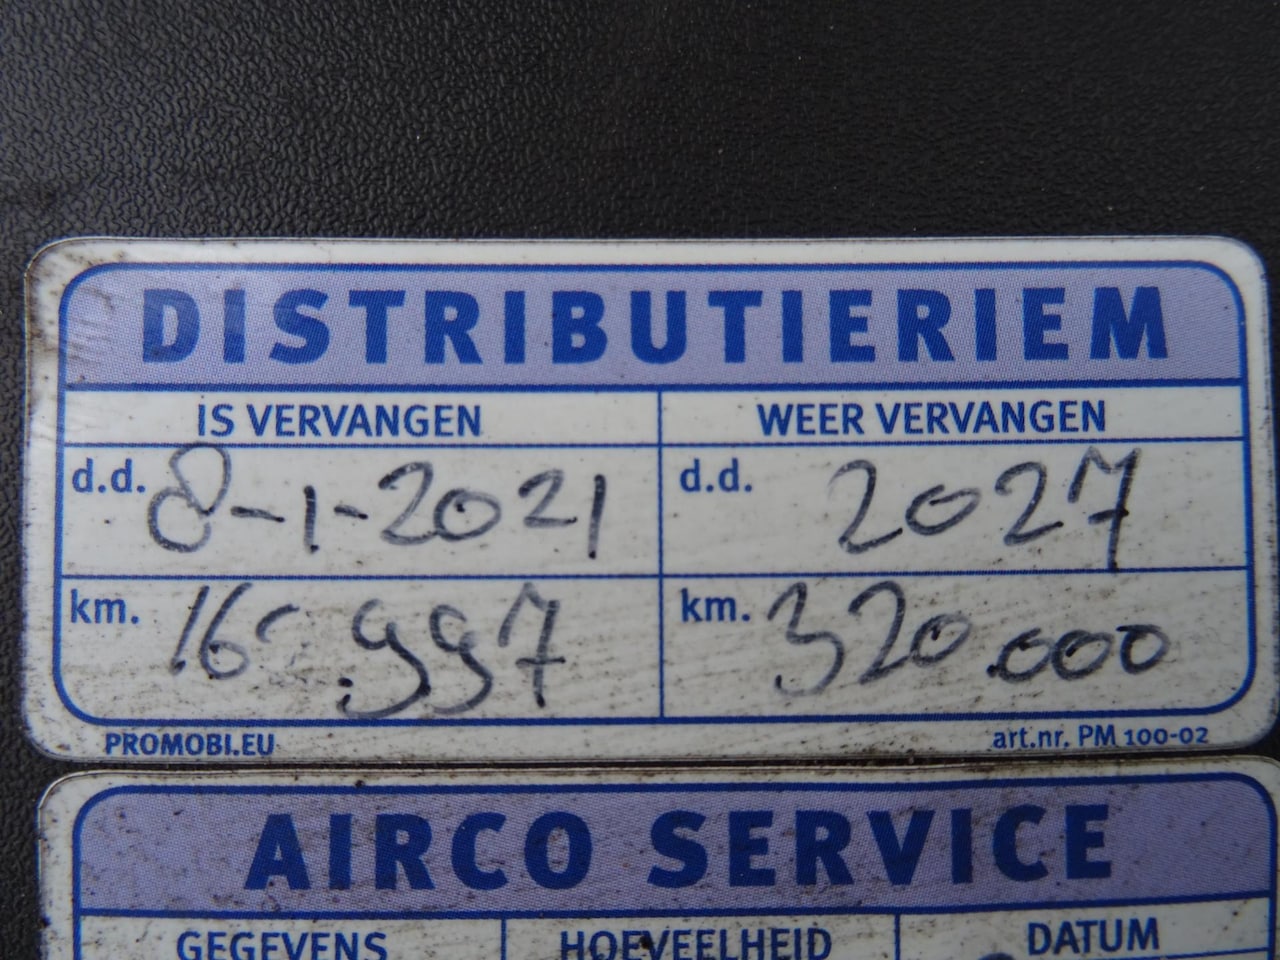 DISTRIBUTIERIEM
IS VERVANGEN WEER VERVANGEN
d.d. 8-1-2021 d.d. 2027
km. km. 320.000
PROMOBI.EU art.nr. PM 100-02
AIRCO SERVICE
GEGEVENS HOEVEELHEID DATUM